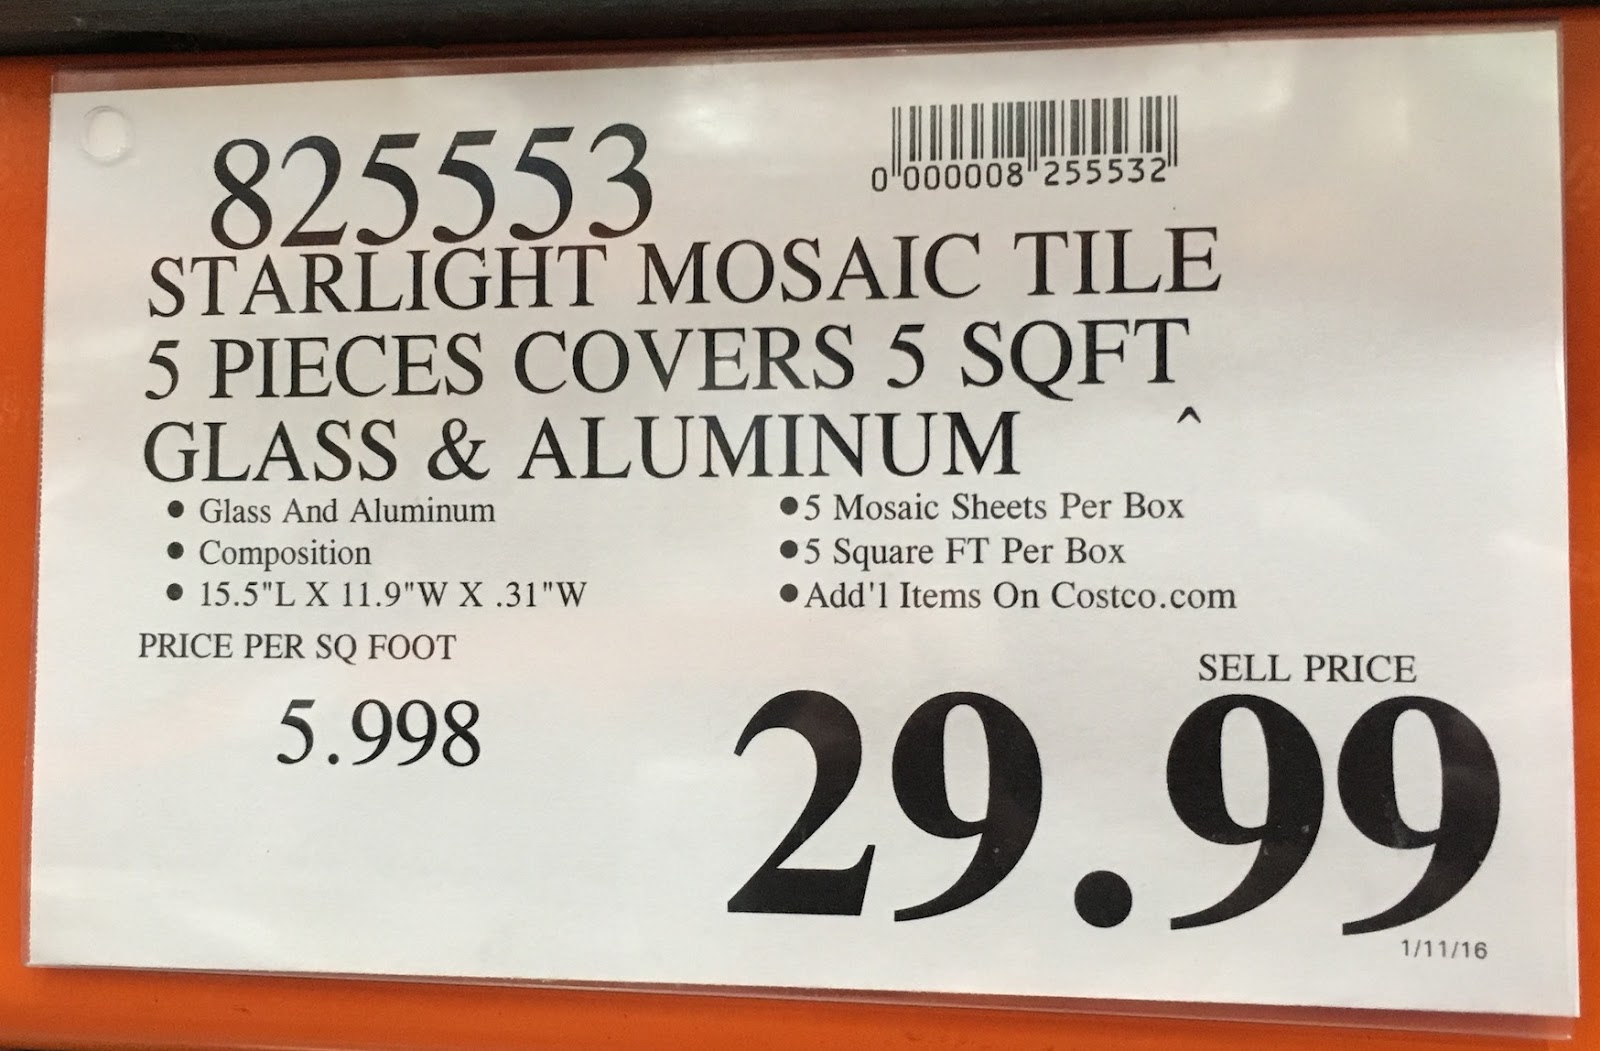 825553
0 000008 255532
STARLIGHT MOSAIC TILE
5 PIECES COVERS 5 SQFT
GLASS & ALUMINUM ^
• Glass And Aluminum
• Composition
• 15.5"L X 11.9"W X .31"W
• 5 Mosaic Sheets Per Box
• 5 Square FT Per Box
• Add'l Items On Costco.com
PRICE PER SQ FOOT
5.998
SELL PRICE
29.99
1/11/16